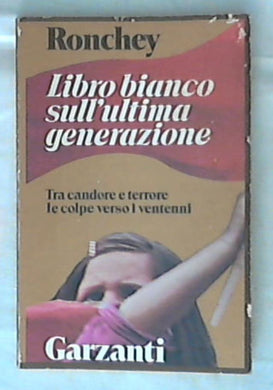 Ronchey
Libro bianco
sull'ultima
generazione
Tra candore e terrore
le colpe verso i ventenni
Garzanti